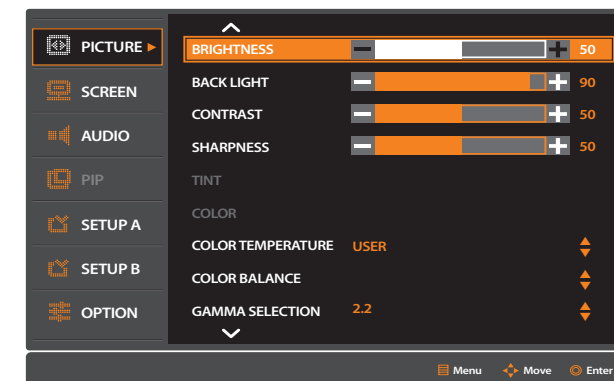 PICTURE
SCREEN
AUDIO
PIP
SETUP A
SETUP B
OPTION
BRIGHTNESS 50
BACK LIGHT 90
CONTRAST 50
SHARPNESS 50
TINT
COLOR
COLOR TEMPERATURE USER
COLOR BALANCE
GAMMA SELECTION 2.2
Menu Move Enter